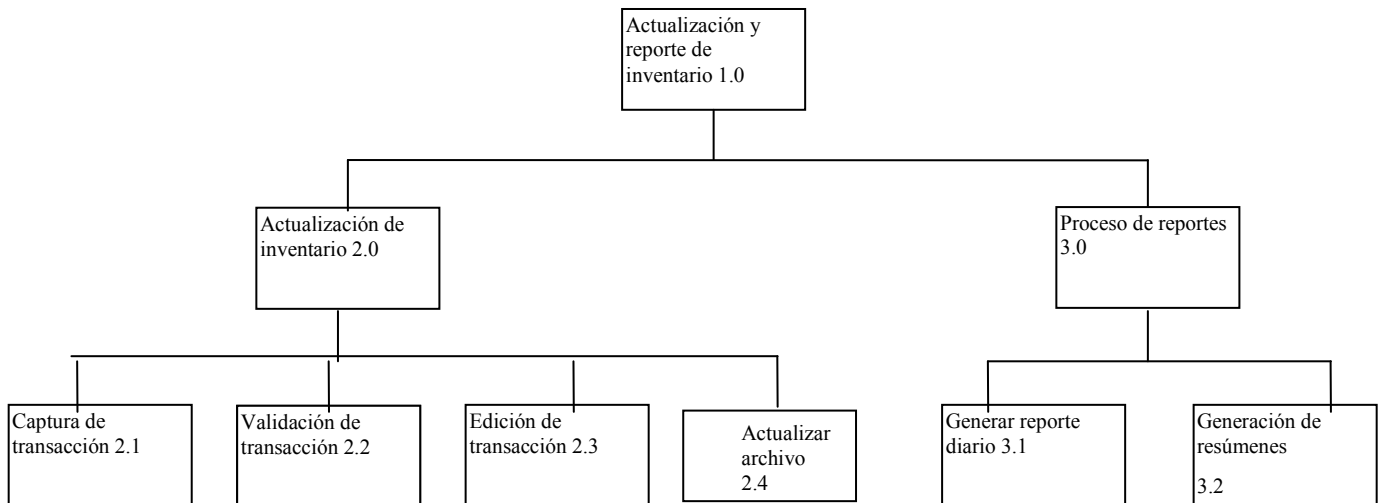 Actualización y
reporte de
inventario 1.0
Actualización de
inventario 2.0
Proceso de reportes
3.0
Captura de
transacción 2.1
Validación de
transacción 2.2
Edición de
transacción 2.3
Actualizar
archivo
2.4
Generar reporte
diario 3.1
Generación de
resúmenes
3.2